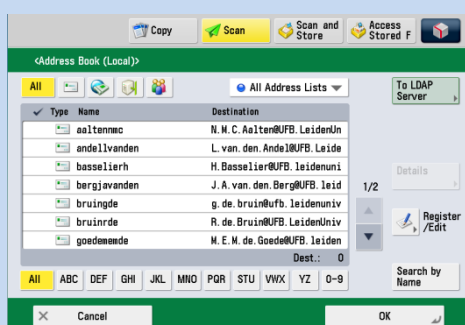 Copy
Scan
Scan and Store
Access Stored F
<Address Book (Local)>
All
All Address Lists
To LDAP Server
Type Name Destination
aaltennmc N.M.C.Aalten@UFB.LeidenUn
andellvanden L.van.den.Andel@UFB.Leide
basselierh H.Basselier@UFB.leidenuni
bergjavanden J.A.van.den.Berg@UFB.leid
bruingde g.de.bruin@ufb.leidenuniv
bruinrde R.de.Bruin@UFB.LeidenUniv
goedememde M.E.M.de.Goede@UFB.leiden
1/2
Details
Register /Edit
Dest.: 0
All ABC DEF GHI JKL MNO PQR STU VWX YZ 0-9
Search by Name
Cancel
OK